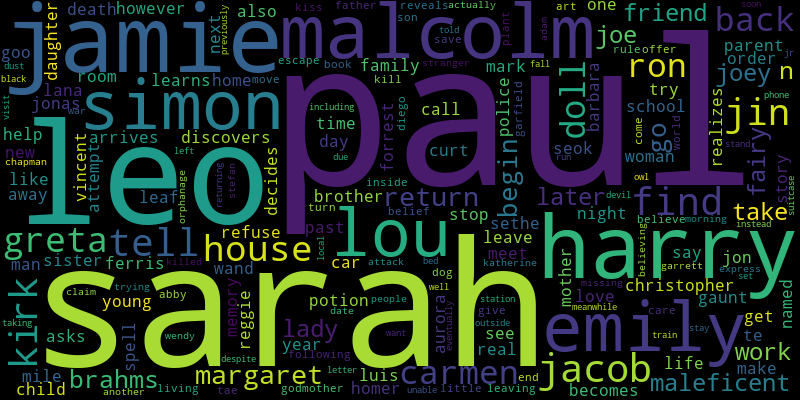 jamie malcolm joe friend back
death however also next previously kiss father reveals actually art one
son told adam soon
goo daughter save plant parent
dust room escape book move stranger fall rule offer order jr
black lana learns home family mark ron joey n
jonas simon kill barbara try
visit war call police doll phone
help arrives discovers time including diego garfield school jin
new vincent attempt forrest day curt seok go realizes come world stand
chapman paul due run woman fairy story
like leaf left stefan decides brother inside begin owl
away orphanage returning return later find take suitcase
leo turn belief stop sethe night devil believe morning instead
greta tell refuse past lou leave harry
man sister ferris house local car attack bed meet mother say jon
wand killed dog katherine believing garrett express set
claim memory potion people well see love missing christopher named
kirk trying young abby lady date station meanwhile gaunt
taking sarah reggie give aurora real emily care get
asks spell wendy year want eventually outside train stay te
despite following jacob life work
mile brahms margaret luis carmen end make
child another living tae godmother letter homer unable little leaving becomes maleficent